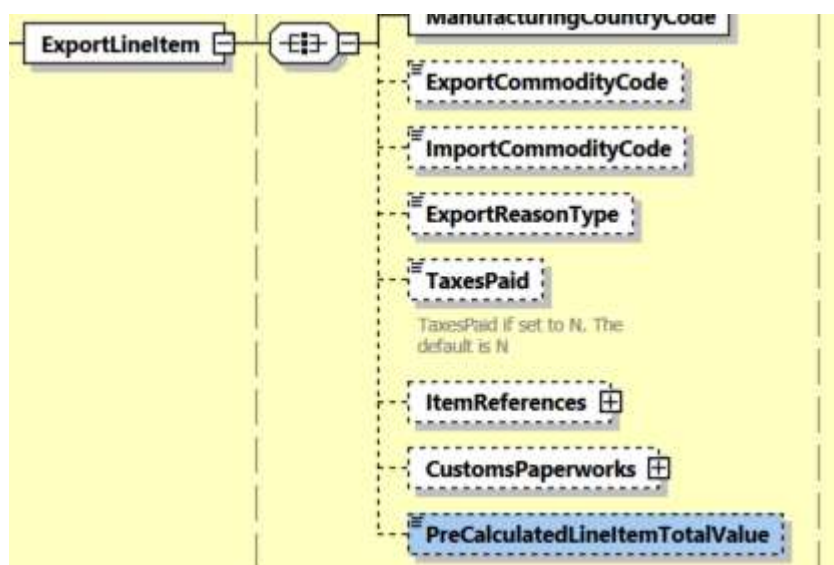 ManufacturingCountryCode
ExportLineItem
ExportCommodityCode
ImportCommodityCode
ExportReasonType
TaxesPaid
TaxesPaid if set to N. The
default is N
ItemReferences
CustomsPaperworks
PreCalculatedLineItemTotalValue